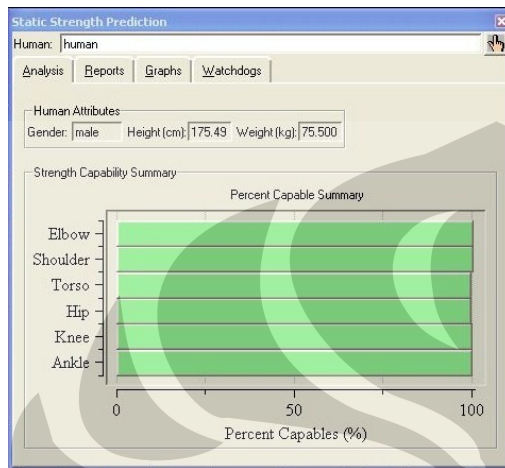 Static Strength Prediction
Human: human
Analysis Reports Graphs Watchdogs
Human Attributes
Gender: male Height (cm): 175.49 Weight (kg): 75.500
Strength Capability Summary
Percent Capable Summary
Elbow
Shoulder
Torso
Hip
Knee
Ankle
0 50 100
Percent Capables (%)